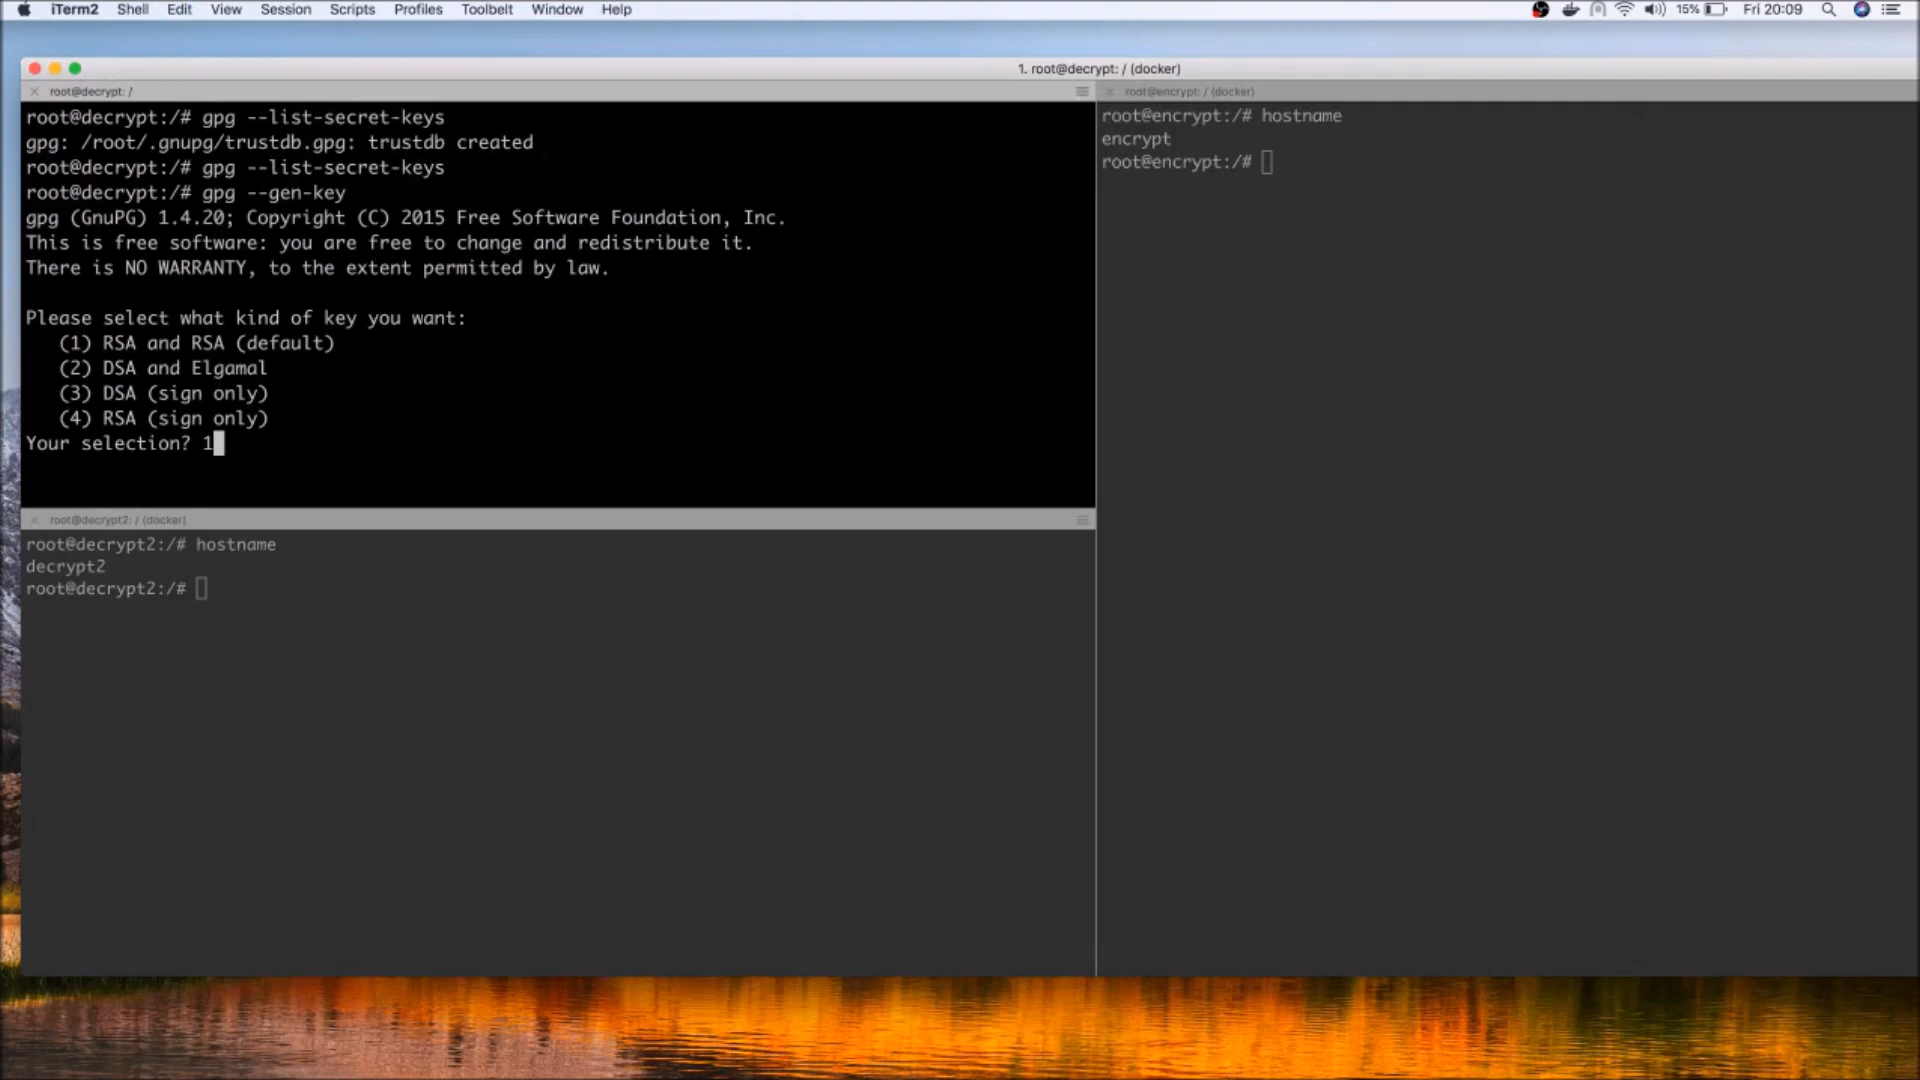 iTerm2 Shell Edit View Session Scripts Profiles Toolbelt Window Help 15% Fri 20:09
1. root@decrypt: / (docker)
root@decrypt: /
root@decrypt:/# gpg --list-secret-keys
gpg: /root/.gnupg/trustdb.gpg: trustdb created
root@decrypt:/# gpg --list-secret-keys
root@decrypt:/# gpg --gen-key
gpg (GnuPG) 1.4.20; Copyright (C) 2015 Free Software Foundation, Inc.
This is free software: you are free to change and redistribute it.
There is NO WARRANTY, to the extent permitted by law.
Please select what kind of key you want:
(1) RSA and RSA (default)
(2) DSA and Elgamal
(3) DSA (sign only)
(4) RSA (sign only)
Your selection? 1
root@decrypt2: / (docker)
root@decrypt2:/# hostname
decrypt2
root@decrypt2:/#
root@encrypt: / (docker)
root@encrypt:/# hostname
encrypt
root@encrypt:/#